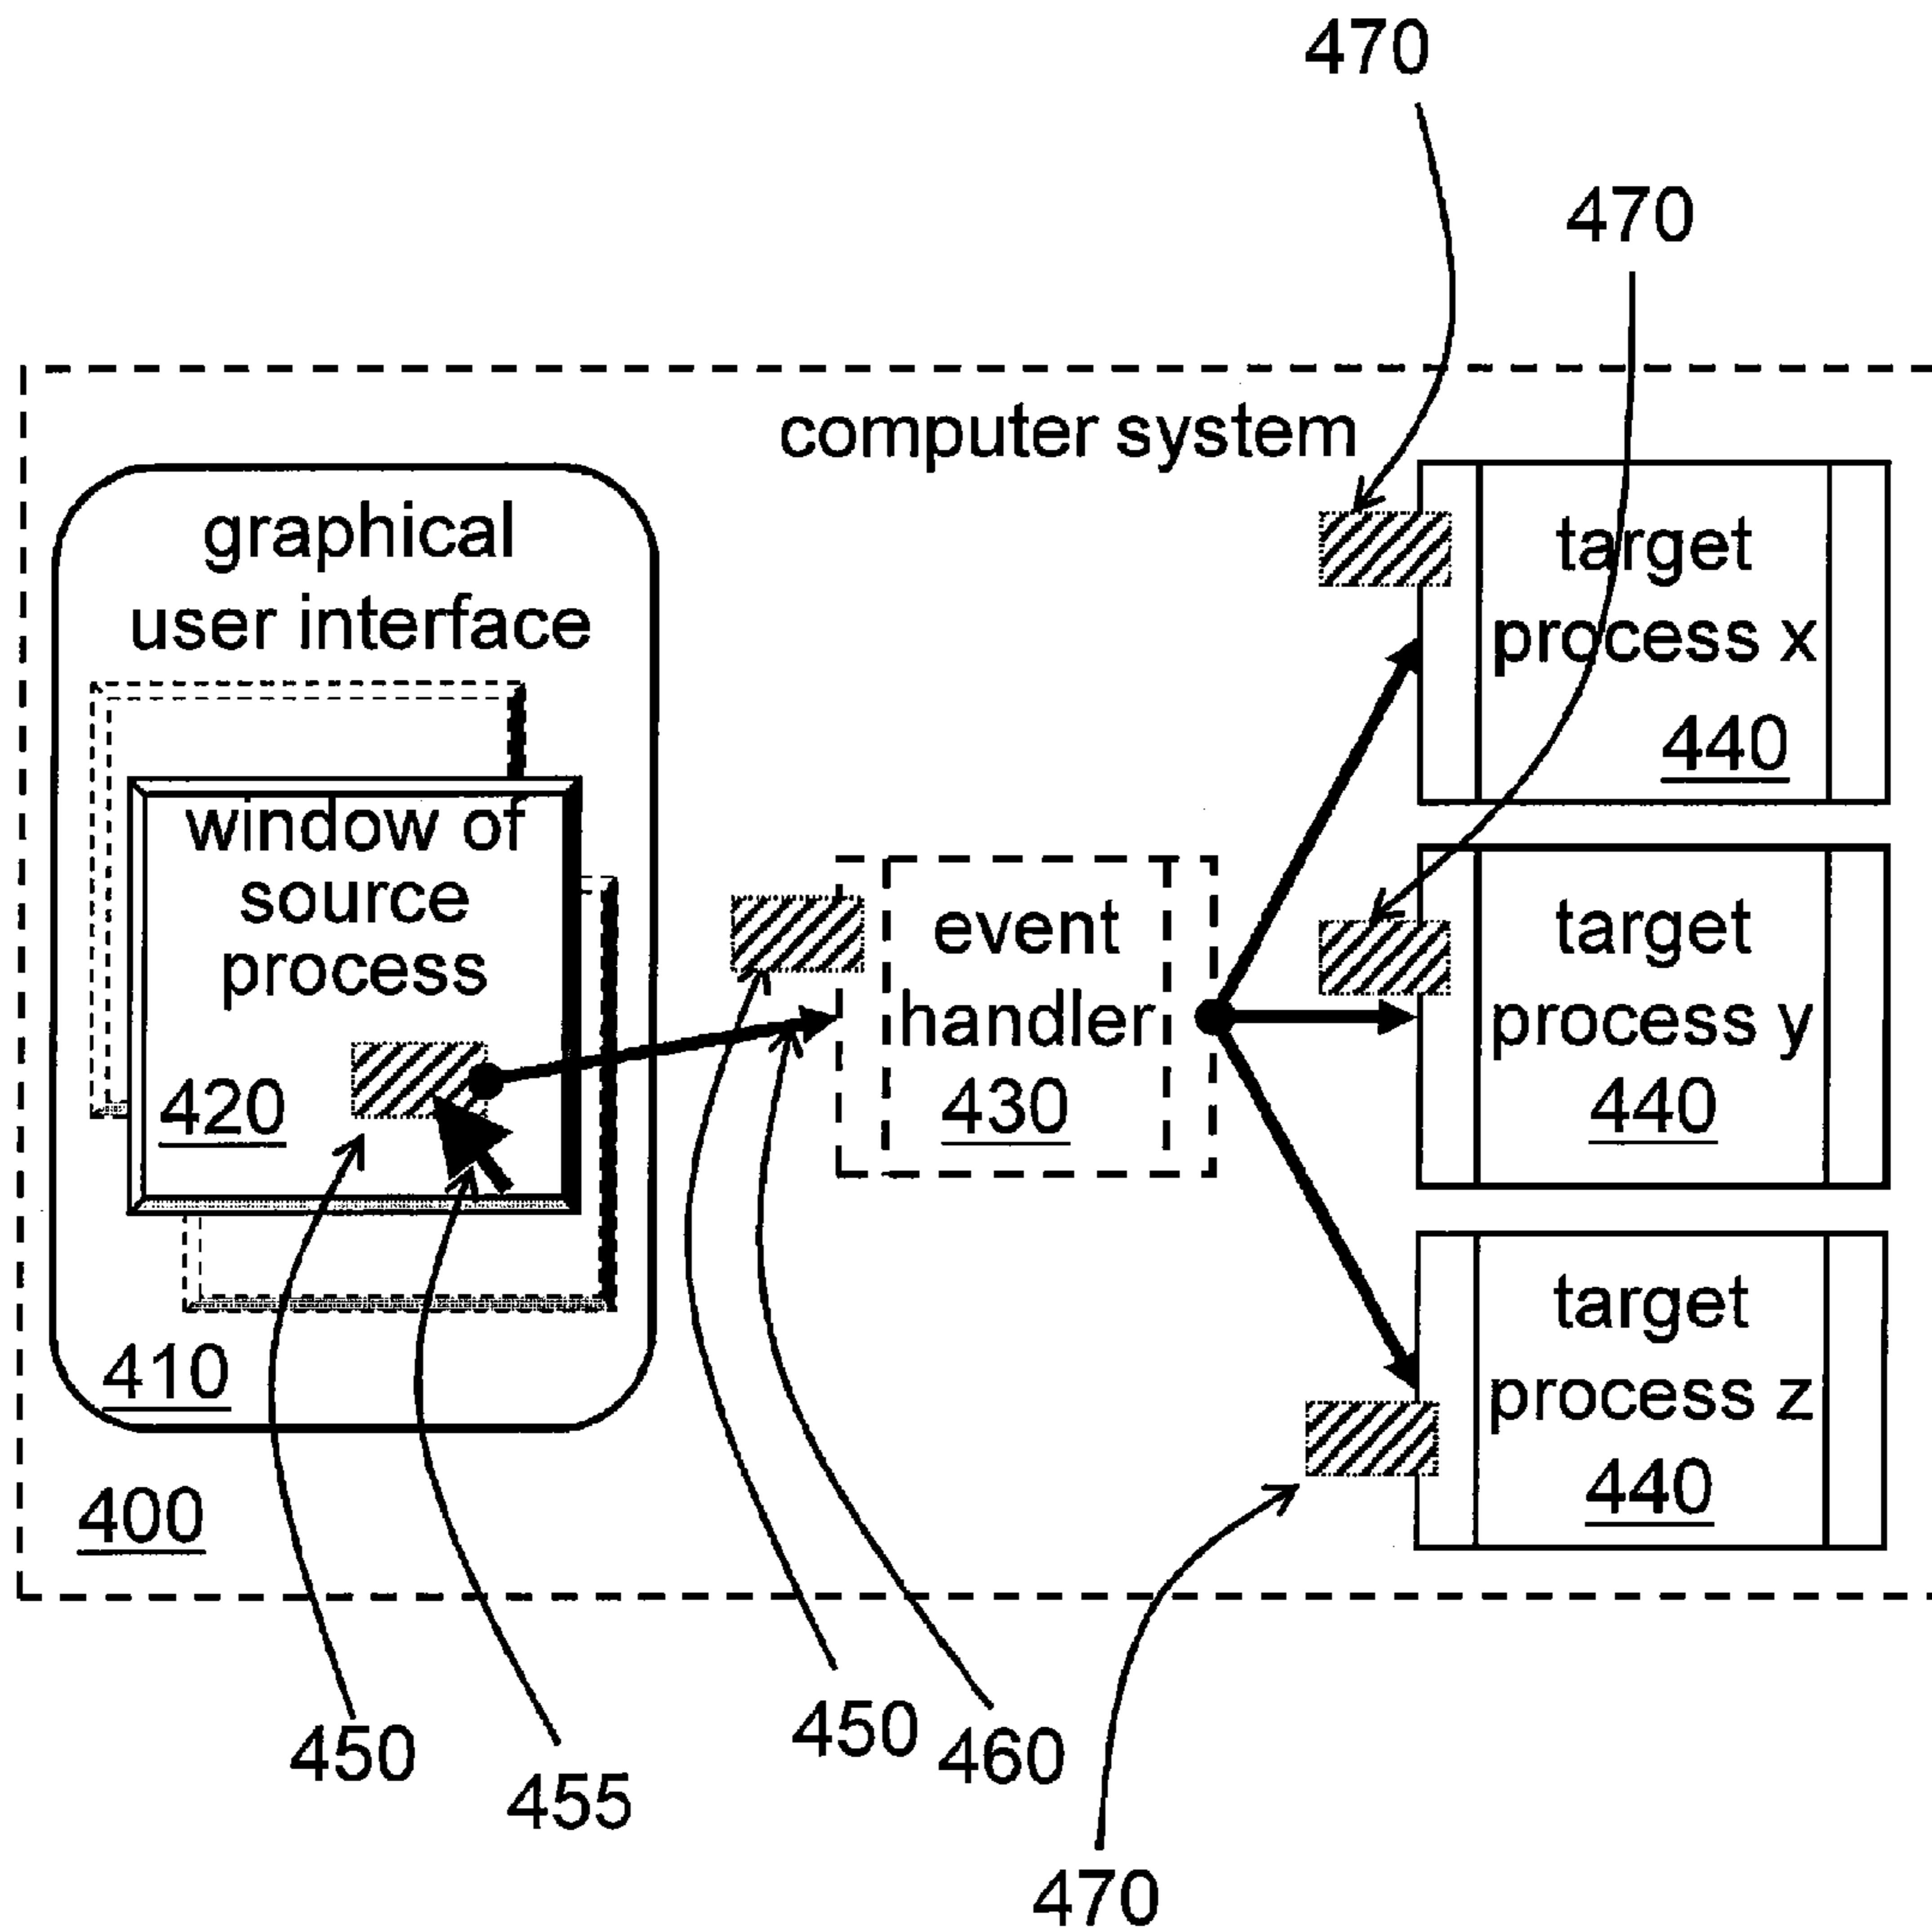 470
470
computer system
graphical
user interface
window of
source
process
420
410
400
event
handler
430
target
process x
440
target
process y
440
target
process z
440
450
455
450
460
470